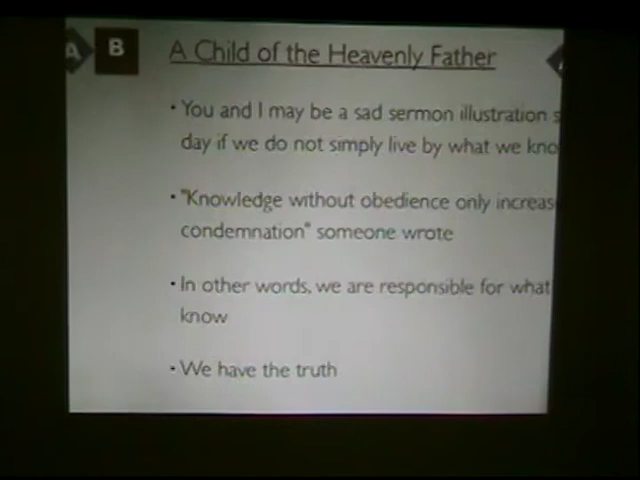 A B A Child of the Heavenly Father
• You and I may be a sad sermon illustration s
day if we do not simply live by what we kno
• "Knowledge without obedience only increas
condemnation" someone wrote
• In other words, we are responsible for what
know
• We have the truth